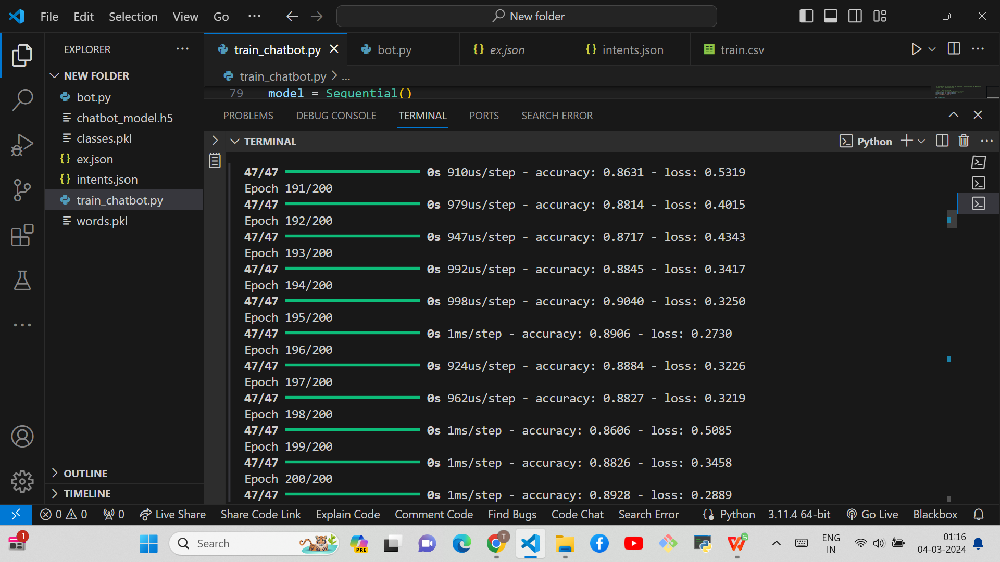 File Edit Selection View Go ··· New folder
EXPLORER ···
train_chatbot.py bot.py {} ex.json {} intents.json train.csv
NEW FOLDER
train_chatbot.py > ...
79 model = Sequential()
bot.py
chatbot_model.h5
classes.pkl
{} ex.json
{} intents.json
train_chatbot.py
words.pkl
OUTLINE
TIMELINE
PROBLEMS DEBUG CONSOLE TERMINAL PORTS SEARCH ERROR
TERMINAL Python
47/47 0s 910us/step - accuracy: 0.8631 - loss: 0.5319
Epoch 191/200
47/47 0s 979us/step - accuracy: 0.8814 - loss: 0.4015
Epoch 192/200
47/47 0s 947us/step - accuracy: 0.8717 - loss: 0.4343
Epoch 193/200
47/47 0s 992us/step - accuracy: 0.8845 - loss: 0.3417
Epoch 194/200
47/47 0s 998us/step - accuracy: 0.9040 - loss: 0.3250
Epoch 195/200
47/47 0s 1ms/step - accuracy: 0.8906 - loss: 0.2730
Epoch 196/200
47/47 0s 924us/step - accuracy: 0.8884 - loss: 0.3226
Epoch 197/200
47/47 0s 962us/step - accuracy: 0.8827 - loss: 0.3219
Epoch 198/200
47/47 0s 1ms/step - accuracy: 0.8606 - loss: 0.5085
Epoch 199/200
47/47 0s 1ms/step - accuracy: 0.8826 - loss: 0.3458
Epoch 200/200
47/47 0s 1ms/step - accuracy: 0.8928 - loss: 0.2889
0 0 0 Live Share Share Code Link Explain Code Comment Code Find Bugs Code Chat Search Error Python 3.11.4 64-bit Go Live Blackbox
1 Search PRE T ENG 01:16
IN 04-03-2024